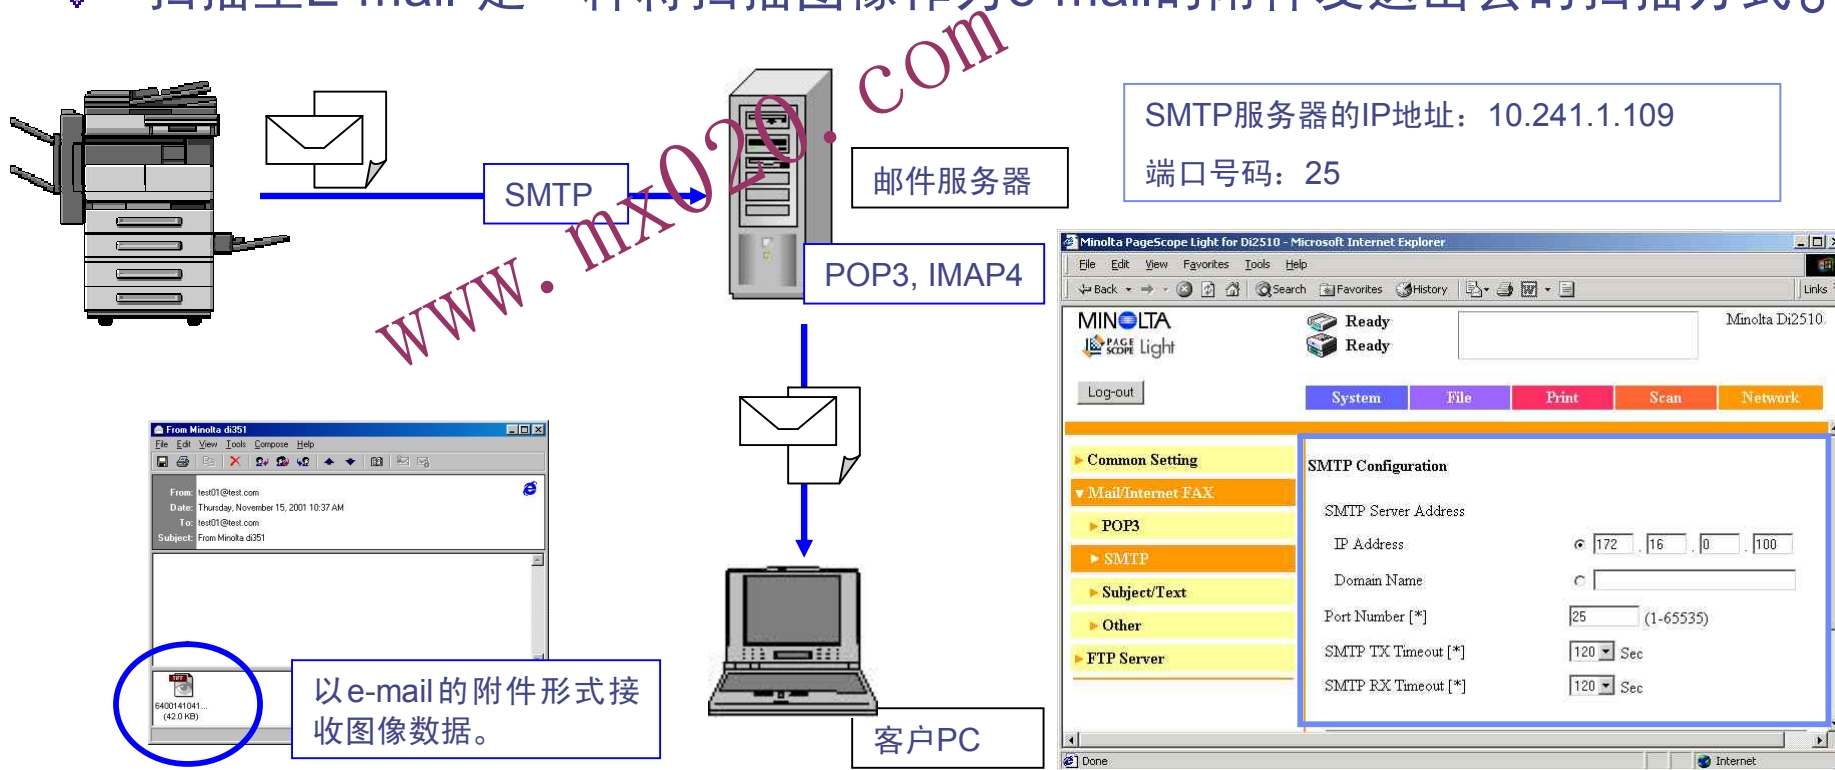 扫描至E-mail 是一种将扫描图像作为e-mail的附件发送出去的扫描方式。
www.mx020.com
SMTP
邮件服务器
POP3, IMAP4
SMTP服务器的IP地址：10.241.1.109
端口号码：25
From Minolta di351
File Edit View Tools Compose Help
From: test01@test.com
Date: Thursday, November 15, 2001 10:37 AM
To: test01@test.com
Subject: From Minolta di351
TIFF
6400141041...
(42.0 KB)
以e-mail的附件形式接
收图像数据。
客户PC
Minolta PageScope Light for Di2510 - Microsoft Internet Explorer
File Edit View Favorites Tools Help
Back Search Favorites History Links
MINOLTA
PAGE SCOPE Light
Ready
Ready
Minolta Di2510
Log-out
System File Print Scan Network
Common Setting
Mail/Internet FAX
POP3
SMTP
Subject/Text
Other
FTP Server
SMTP Configuration
SMTP Server Address
IP Address 172 . 16 . 0 . 100
Domain Name
Port Number [*] 25 (1-65535)
SMTP TX Timeout [*] 120 Sec
SMTP RX Timeout [*] 120 Sec
Done Internet